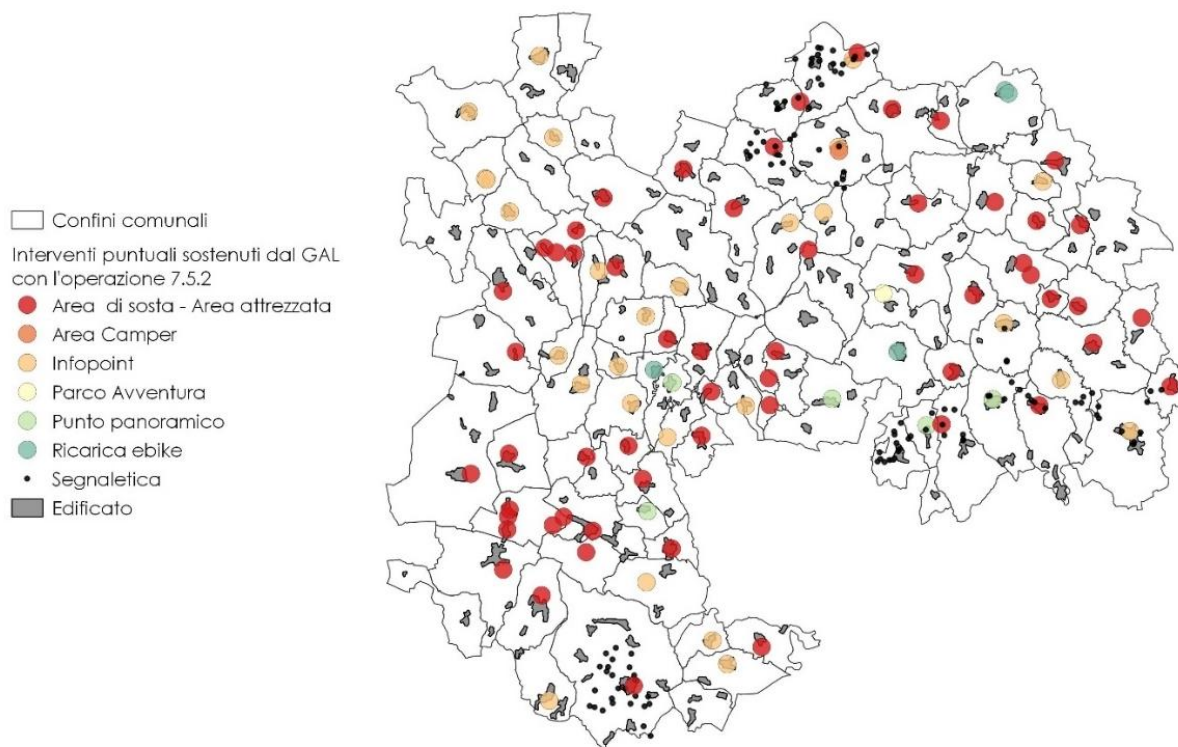 Confini comunali
Interventi puntuali sostenuti dal GAL
con l'operazione 7.5.2
Area di sosta - Area attrezzata
Area Camper
Infopoint
Parco Avventura
Punto panoramico
Ricarica ebike
Segnaletica
Edificato